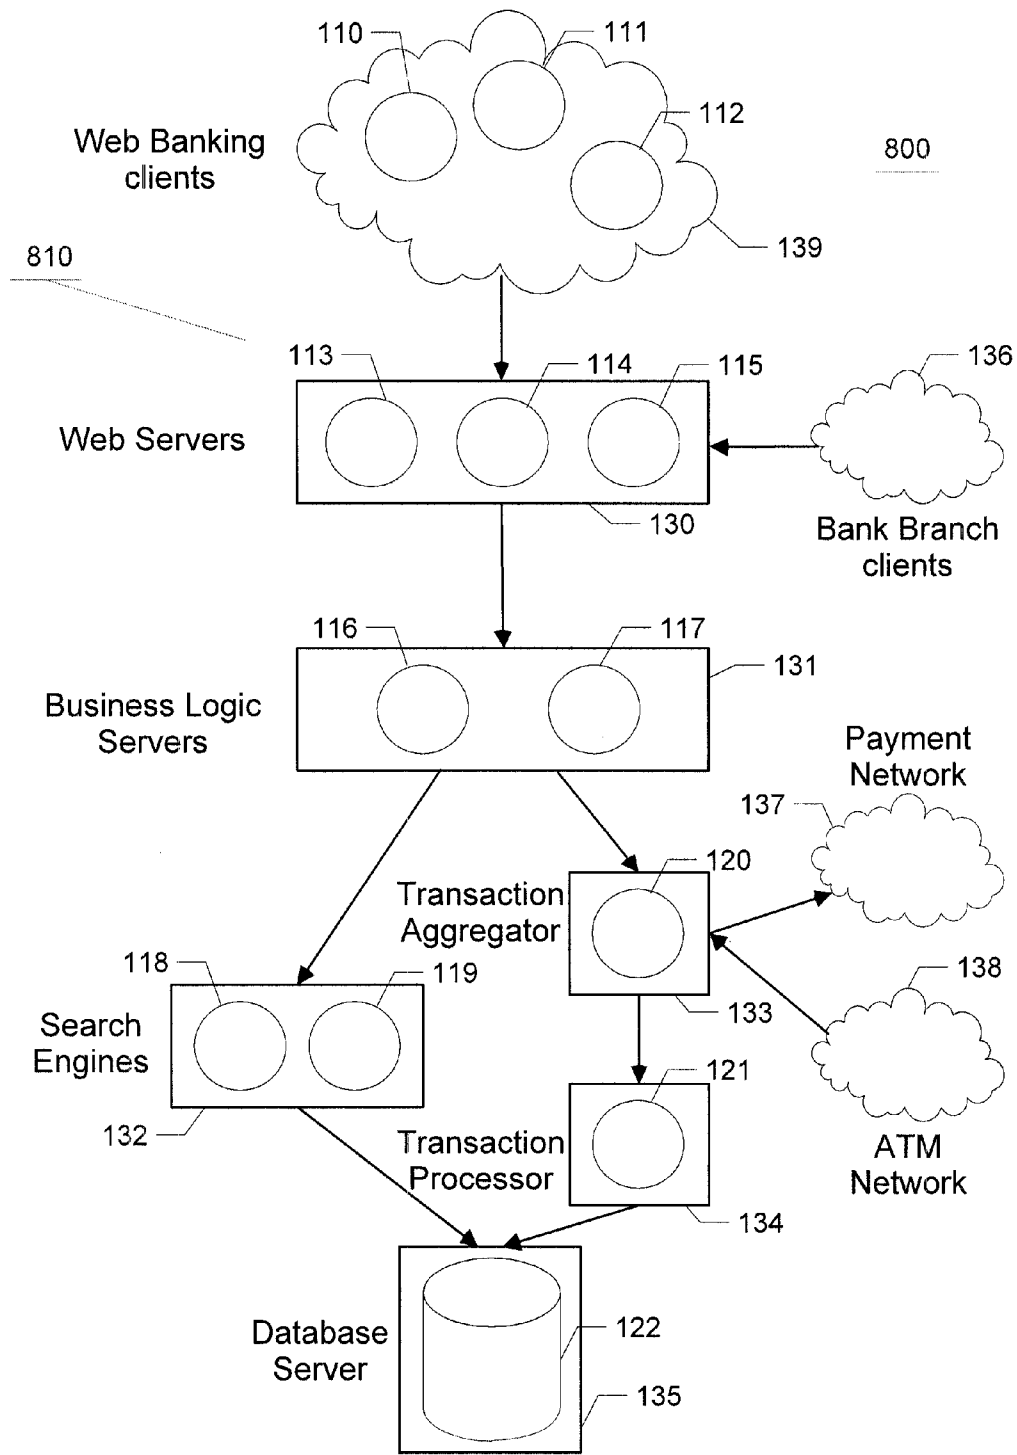 110
111
112
Web Banking
clients
800
139
810
113
114
115
136
Web Servers
130
Bank Branch
clients
116
117
131
Business Logic
Servers
Payment
Network
137
120
Transaction
Aggregator
118
119
138
133
Search
Engines
121
132
Transaction
Processor
ATM
Network
134
Database
Server
122
135